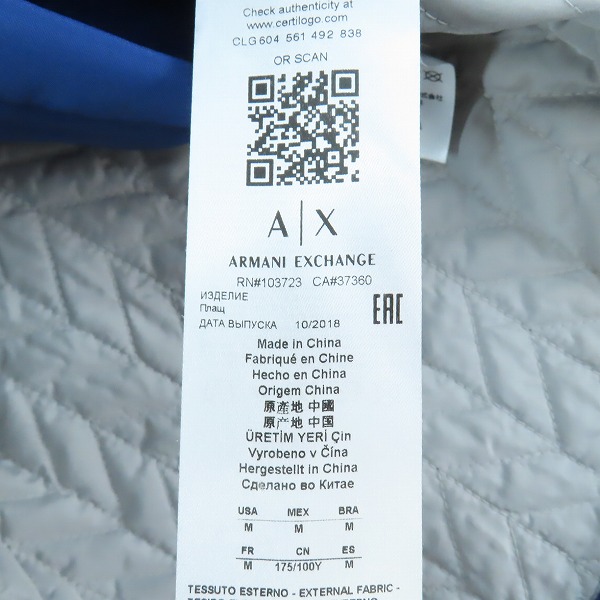 Check authenticity at
www.certilogo.com
CLG 604 561 492 838
OR SCAN
A|X
ARMANI EXCHANGE
RN#103723 CA#37360
ИЗДЕЛИЕ
Плащ
ДАТА ВЫПУСКА 10/2018
EAC
Made in China
Fabriqué en Chine
Hecho en China
Origem China
原產地 中國
原产地 中国
ÜRETİM YERİ Çin
Vyrobeno v Čína
Hergestellt in China
Сделано во Китае
USA MEX BRA
M M M
FR CN ES
M 175/100Y M
TESSUTO ESTERNO - EXTERNAL FABRIC -